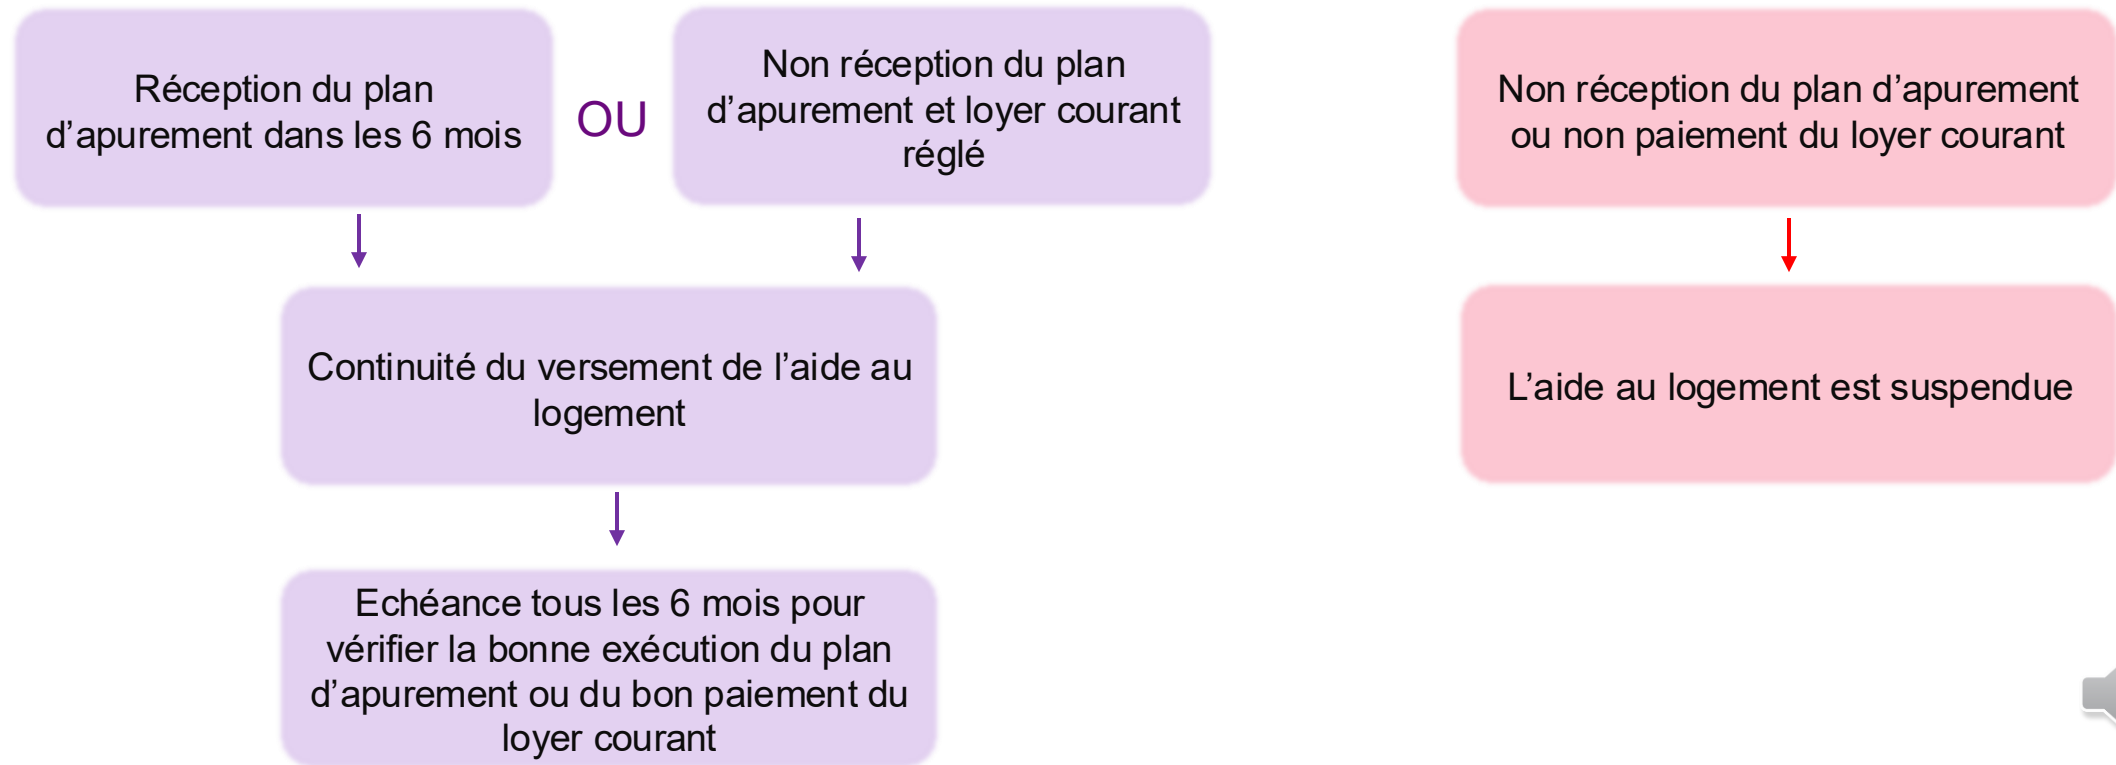 Réception du plan
d’apurement dans les 6 mois
OU
Non réception du plan
d’apurement et loyer courant
réglé
Non réception du plan d’apurement
ou non paiement du loyer courant
Continuité du versement de l’aide au
logement
L’aide au logement est suspendue
Echéance tous les 6 mois pour
vérifier la bonne exécution du plan
d’apurement ou du bon paiement du
loyer courant